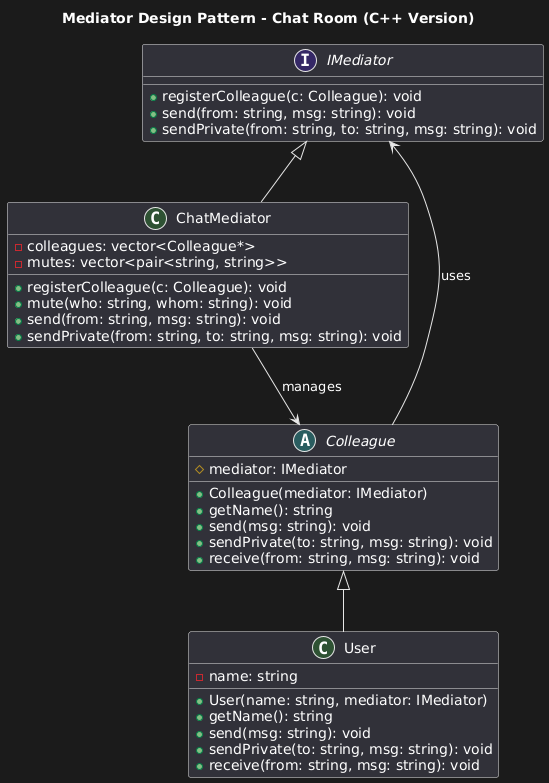 Mediator Design Pattern - Chat Room (C++ Version)
I IMediator
registerColleague(c: Colleague): void
send(from: string, msg: string): void
sendPrivate(from: string, to: string, msg: string): void
C ChatMediator
colleagues: vector<Colleague*>
mutes: vector<pair<string, string>>
registerColleague(c: Colleague): void
mute(who: string, whom: string): void
send(from: string, msg: string): void
sendPrivate(from: string, to: string, msg: string): void
uses
manages
A Colleague
mediator: IMediator
Colleague(mediator: IMediator)
getName(): string
send(msg: string): void
sendPrivate(to: string, msg: string): void
receive(from: string, msg: string): void
C User
name: string
User(name: string, mediator: IMediator)
getName(): string
send(msg: string): void
sendPrivate(to: string, msg: string): void
receive(from: string, msg: string): void